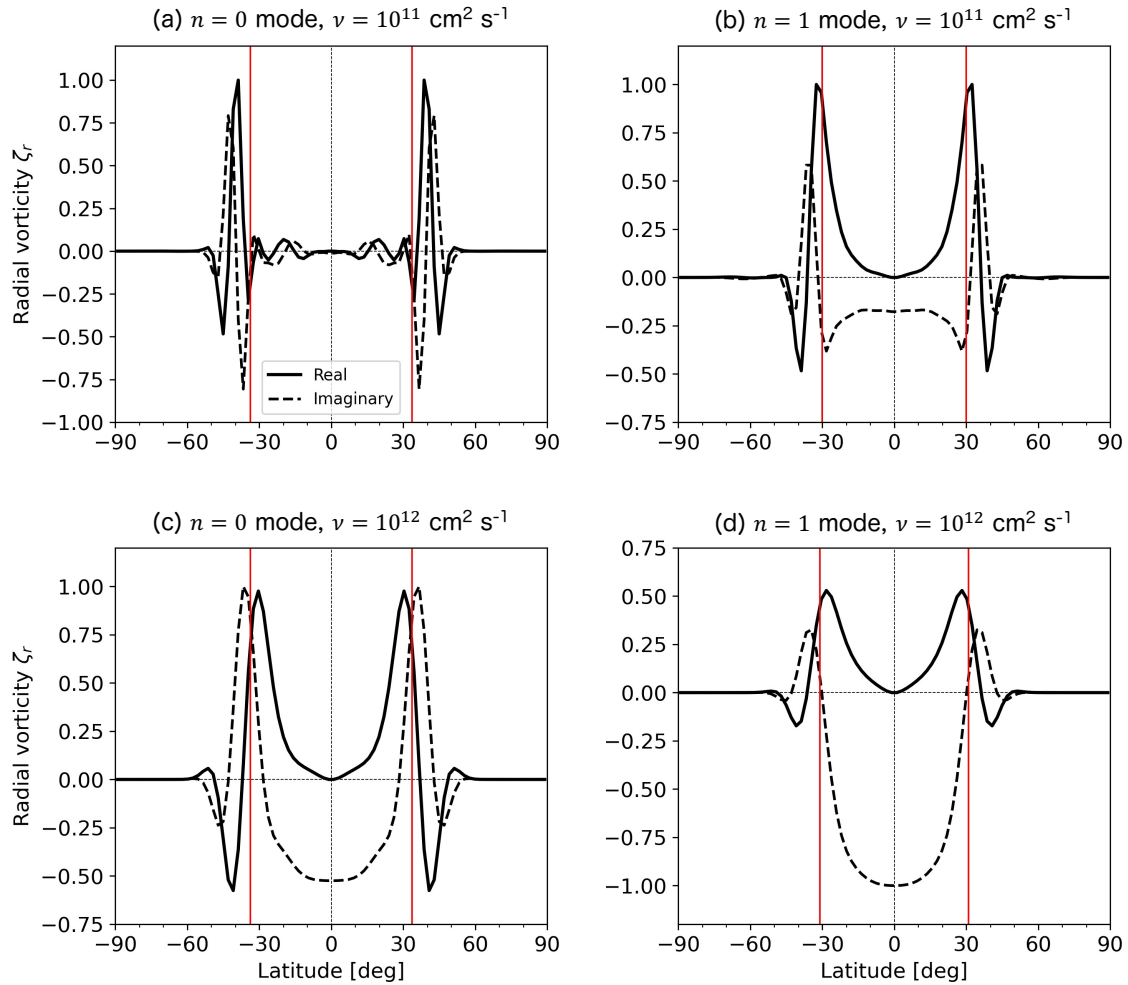 (a) n = 0 mode, ν = 10¹¹ cm² s⁻¹
1.00
0.75
0.50
0.25
0.00
−0.25
−0.50
−0.75
−1.00
Radial vorticity ζᵣ
Real
Imaginary
−90 −60 −30 0 30 60 90
(b) n = 1 mode, ν = 10¹¹ cm² s⁻¹
1.00
0.75
0.50
0.25
0.00
−0.25
−0.50
−0.75
−90 −60 −30 0 30 60 90
(c) n = 0 mode, ν = 10¹² cm² s⁻¹
1.00
0.75
0.50
0.25
0.00
−0.25
−0.50
−0.75
Radial vorticity ζᵣ
−90 −60 −30 0 30 60 90
Latitude [deg]
(d) n = 1 mode, ν = 10¹² cm² s⁻¹
0.75
0.50
0.25
0.00
−0.25
−0.50
−0.75
−1.00
−90 −60 −30 0 30 60 90
Latitude [deg]